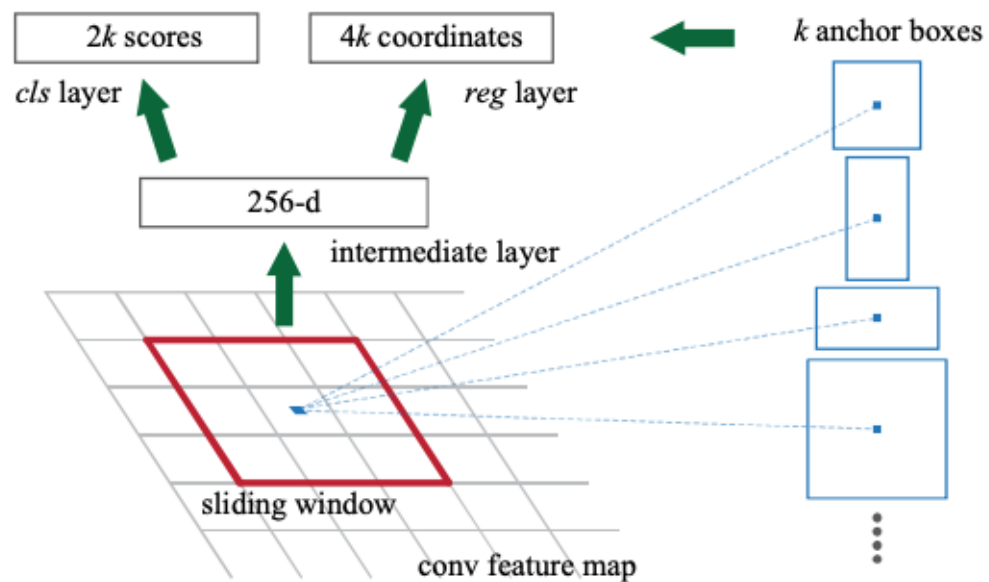 2k scores
4k coordinates
k anchor boxes
cls layer
reg layer
256-d
intermediate layer
sliding window
conv feature map